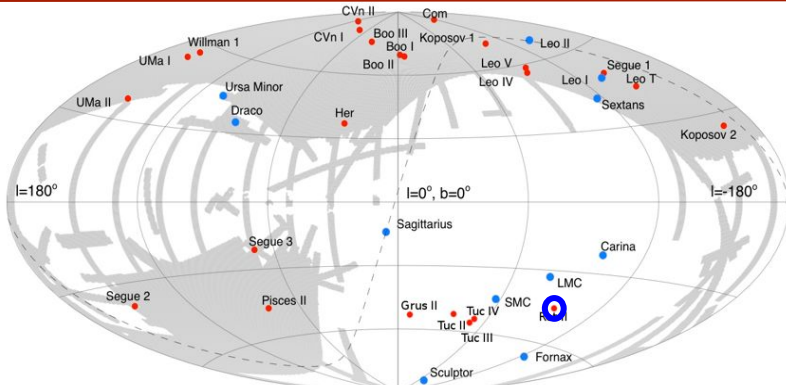 CVn II
Com
CVn I
Boo III
Koposov 1
Leo II
Willman 1
Boo I
UMa I
Boo II
Leo V
Segue 1
Leo IV
Leo I
Leo T
Ursa Minor
UMa II
Draco
Her
Sextans
Koposov 2
l=180°
l=0°, b=0°
l=-180°
Sagittarius
Segue 3
Carina
LMC
Segue 2
Pisces II
Grus II
Tuc IV
SMC
Tuc II
Tuc III
Fornax
Sculptor